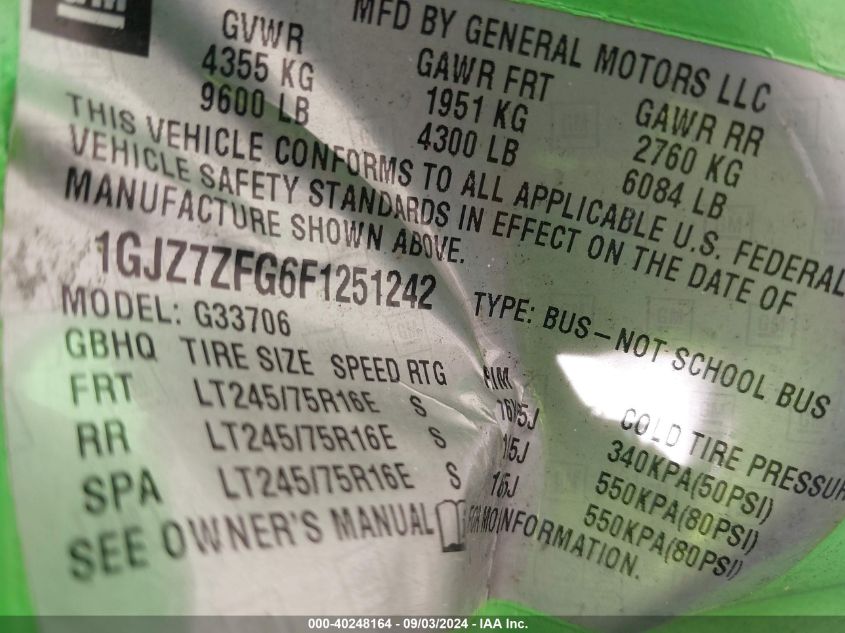 GM
MFD BY GENERAL MOTORS LLC
GVWR GAWR FRT GAWR RR
4355 KG 1951 KG 2760 KG
9600 LB 4300 LB 6084 LB
THIS VEHICLE CONFORMS TO ALL APPLICABLE U.S. FEDERAL
VEHICLE SAFETY STANDARDS IN EFFECT ON THE DATE OF
MANUFACTURE SHOWN ABOVE.
1GJZ7ZFG6F1251242 TYPE: BUS-NOT SCHOOL BUS
MODEL: G33706
GBHQ TIRE SIZE SPEED RTG COLD TIRE PRESSUR
FRT LT245/75R16E S 340KPA(50PSI)
RR LT245/75R16E S 550KPA(80PSI)
SPA LT245/75R16E S 550KPA(80PSI)
SEE OWNER'S MANUAL INFORMATION.
000-40248164 - 09/03/2024 - IAA Inc.